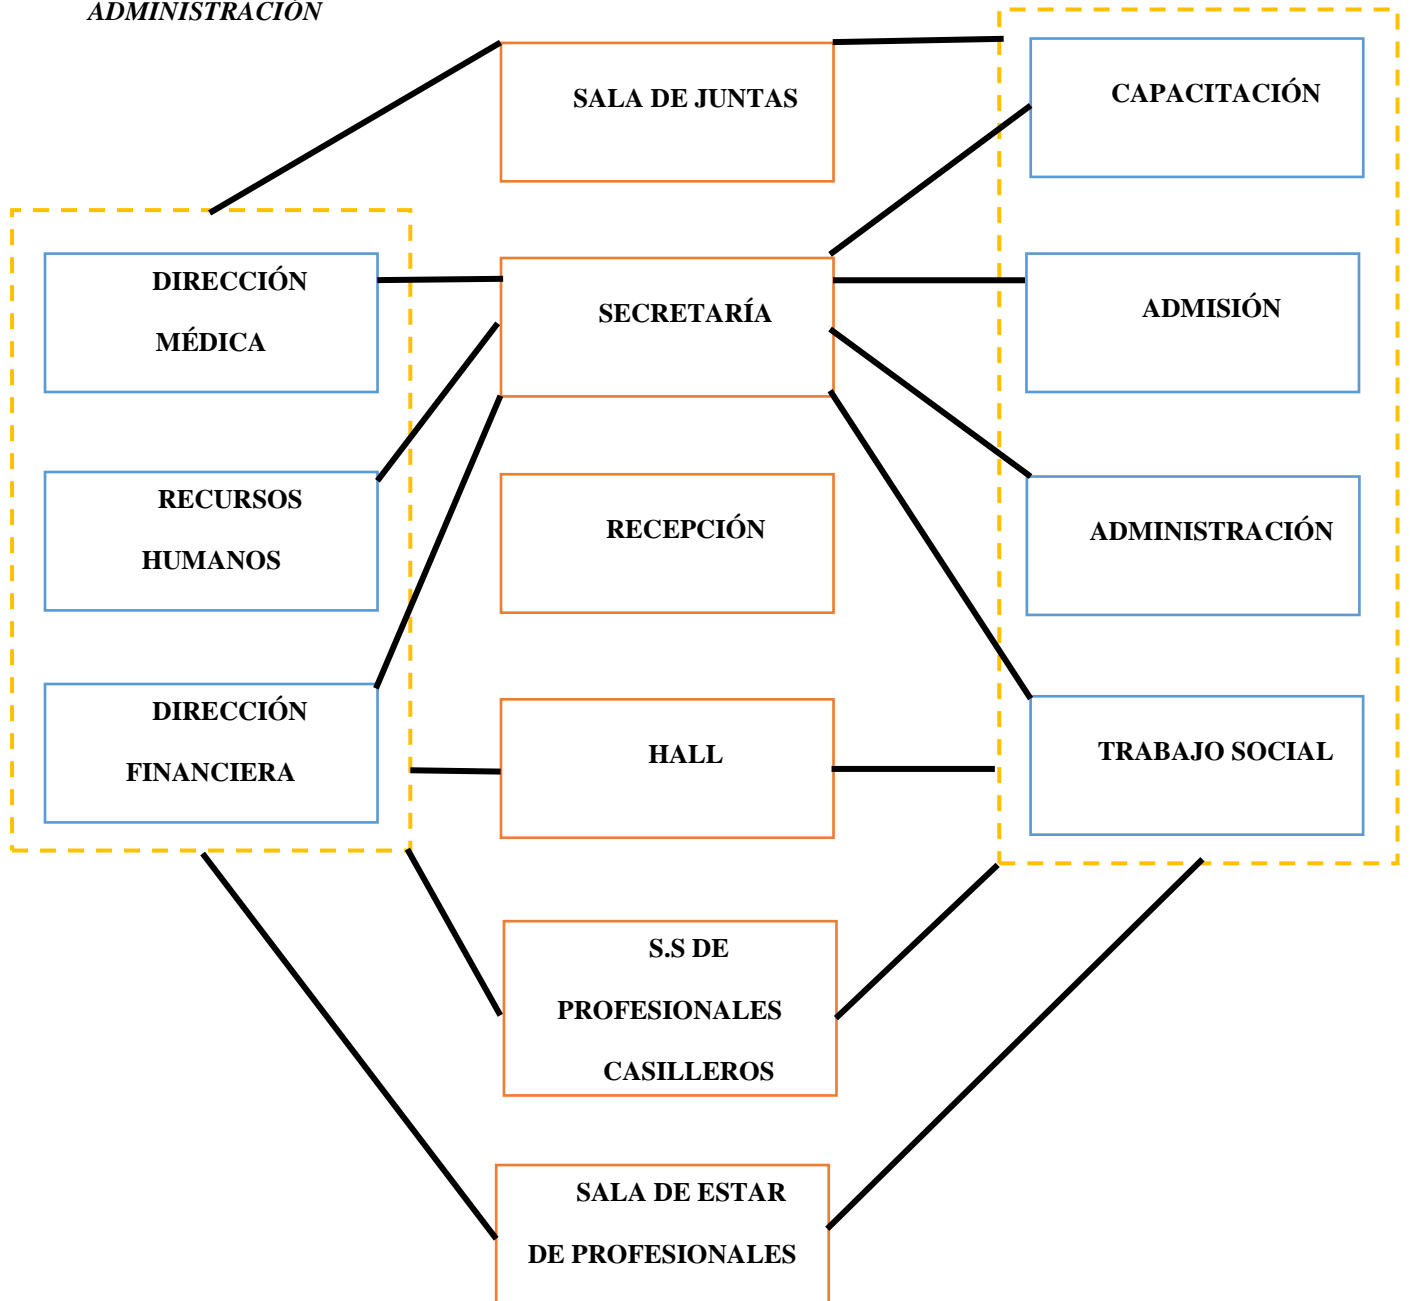 ADMINISTRACIÓN
SALA DE JUNTAS
CAPACITACIÓN
DIRECCIÓN
MÉDICA
SECRETARÍA
ADMISIÓN
RECURSOS
HUMANOS
RECEPCIÓN
ADMINISTRACIÓN
DIRECCIÓN
FINANCIERA
HALL
TRABAJO SOCIAL
S.S DE
PROFESIONALES
CASILLEROS
SALA DE ESTAR
DE PROFESIONALES